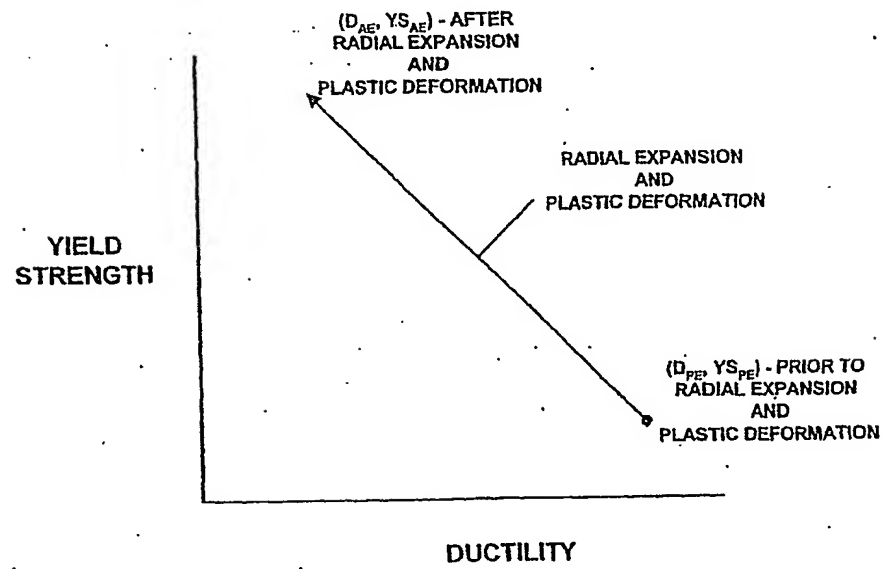 (D_AE, YS_AE) - AFTER
RADIAL EXPANSION
AND
PLASTIC DEFORMATION
RADIAL EXPANSION
AND
PLASTIC DEFORMATION
YIELD
STRENGTH
(D_PE, YS_PE) - PRIOR TO
RADIAL EXPANSION
AND
PLASTIC DEFORMATION
DUCTILITY